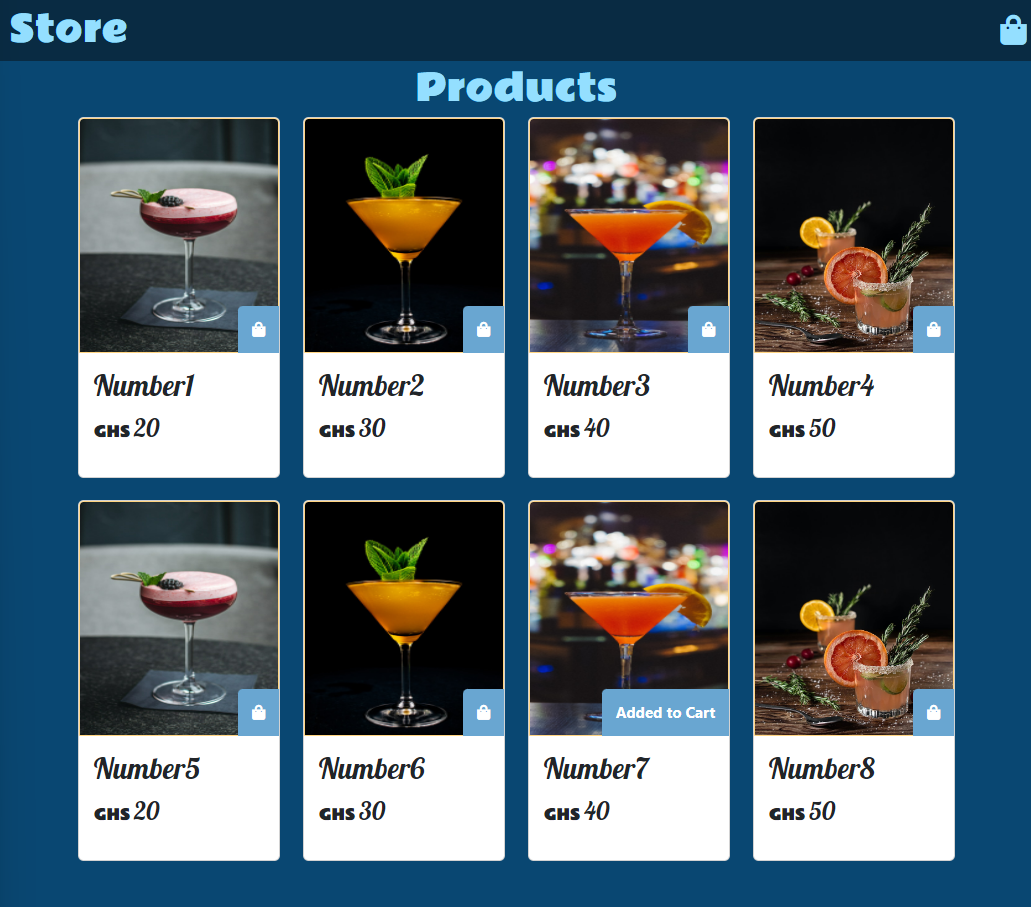 Store
Products
Number1
GHS 20
Number2
GHS 30
Number3
GHS 40
Number4
GHS 50
Number5
GHS 20
Number6
GHS 30
Added to Cart
Number7
GHS 40
Number8
GHS 50